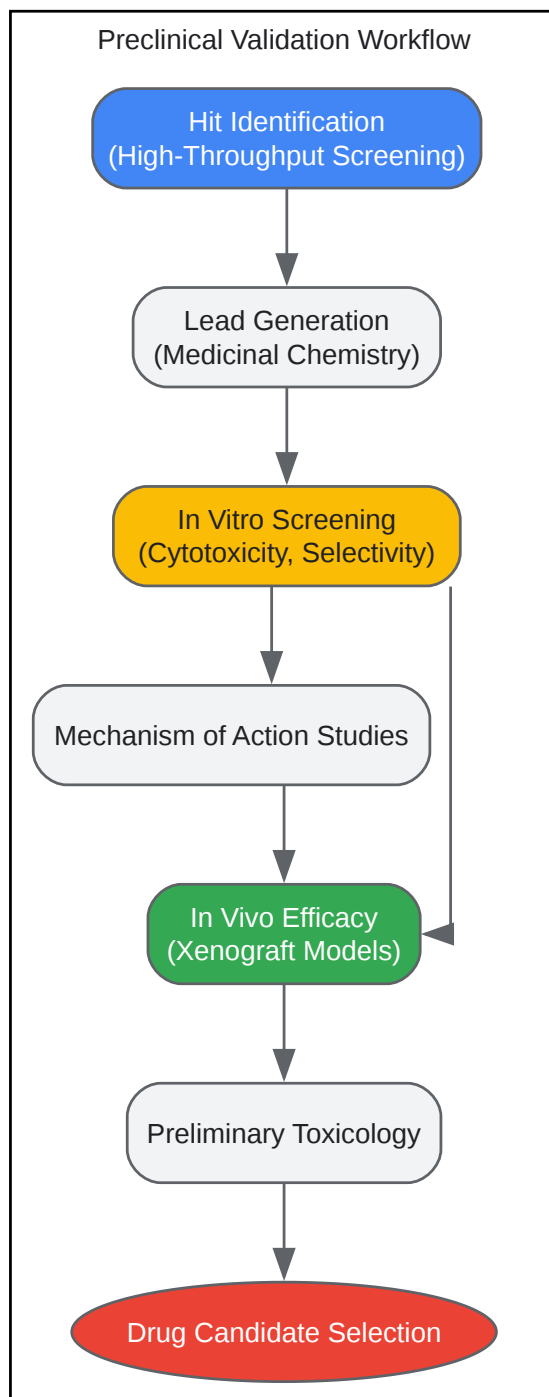 Preclinical Validation Workflow
Hit Identification
(High-Throughput Screening)
Lead Generation
(Medicinal Chemistry)
In Vitro Screening
(Cytotoxicity, Selectivity)
Mechanism of Action Studies
In Vivo Efficacy
(Xenograft Models)
Preliminary Toxicology
Drug Candidate Selection